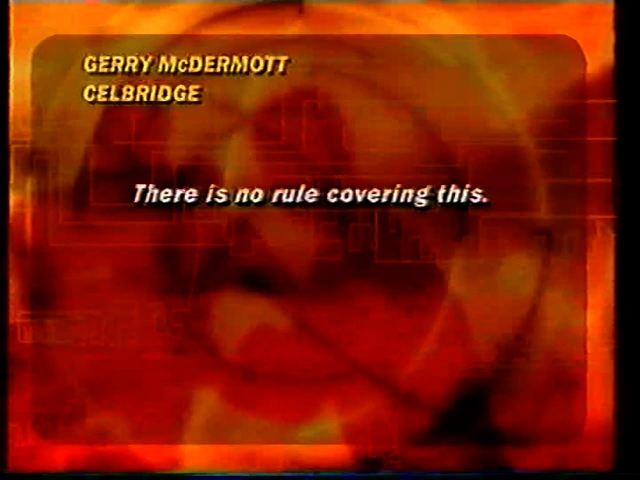 GERRY McDERMOTT
CELBRIDGE
There is no rule covering this.